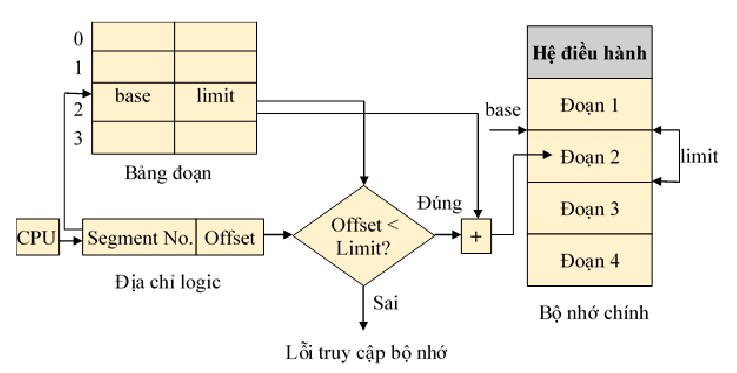 0
1
2
3
base
limit
Bảng đoạn
CPU
Segment No.
Offset
Địa chỉ logic
Offset <
Limit?
Đúng
+
Sai
Lỗi truy cập bộ nhớ
Hệ điều hành
Đoạn 1
base
Đoạn 2
limit
Đoạn 3
Đoạn 4
Bộ nhớ chính